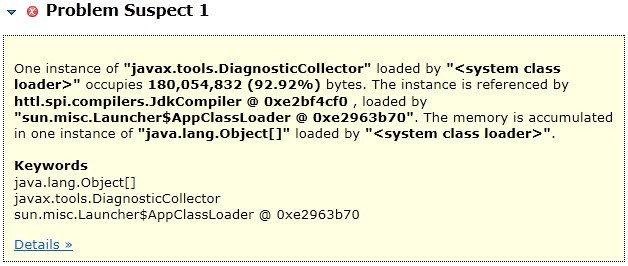 Problem Suspect 1
One instance of "javax.tools.DiagnosticCollector" loaded by "<system class
loader>" occupies 180,054,832 (92.92%) bytes. The instance is referenced by
httl.spi.compilers.JdkCompiler @ 0xe2bf4cf0 , loaded by
"sun.misc.Launcher$AppClassLoader @ 0xe2963b70". The memory is accumulated
in one instance of "java.lang.Object[]" loaded by "<system class loader>".
Keywords
java.lang.Object[]
javax.tools.DiagnosticCollector
sun.misc.Launcher$AppClassLoader @ 0xe2963b70
Details »